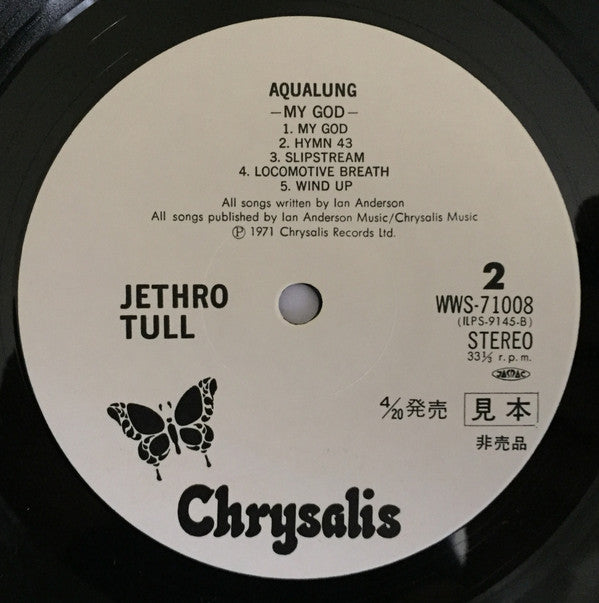 AQUALUNG
—MY GOD—
1. MY GOD
2. HYMN 43
3. SLIPSTREAM
4. LOCOMOTIVE BREATH
5. WIND UP
All songs written by Ian Anderson
All songs published by Ian Anderson Music/Chrysalis Music
Ⓟ 1971 Chrysalis Records Ltd.
JETHRO
TULL
2
WWS-71008
(ILPS-9145-B)
STEREO
33⅓ r.p.m.
JASRAC
4/20発売 見本
非売品
Chrysalis